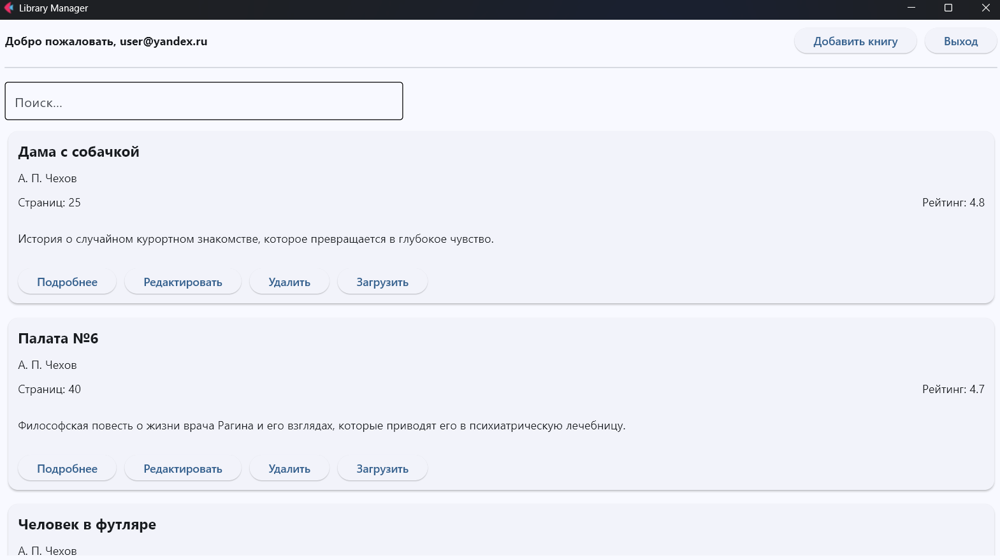 Library Manager
Добро пожаловать, user@yandex.ru
Добавить книгу
Выход
Поиск...
Дама с собачкой
А. П. Чехов
Страниц: 25
Рейтинг: 4.8
История о случайном курортном знакомстве, которое превращается в глубокое чувство.
Подробнее
Редактировать
Удалить
Загрузить
Палата №6
А. П. Чехов
Страниц: 40
Рейтинг: 4.7
Философская повесть о жизни врача Рагина и его взглядах, которые приводят его в психиатрическую лечебницу.
Подробнее
Редактировать
Удалить
Загрузить
Человек в футляре
А. П. Чехов